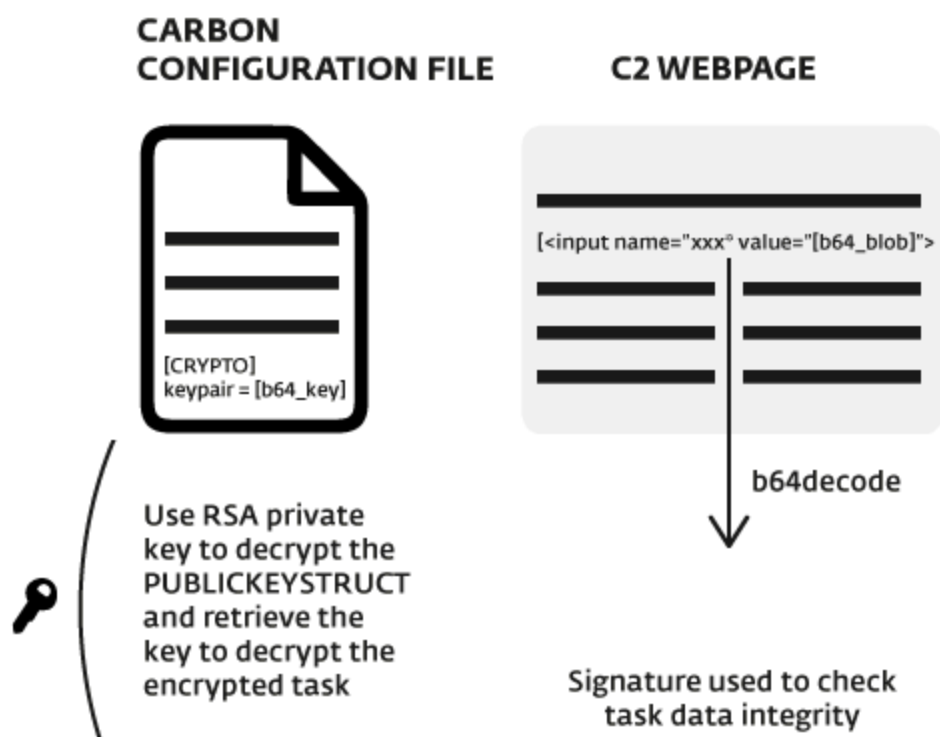 CARBON
CONFIGURATION FILE
C2 WEBPAGE
[<input name="xxx° value="[b64_blob]">
[CRYPTO]
keypair = [b64_key]
b64decode
Use RSA private
key to decrypt the
PUBLICKEYSTRUCT
and retrieve the
key to decrypt the
encrypted task
Signature used to check
task data integrity